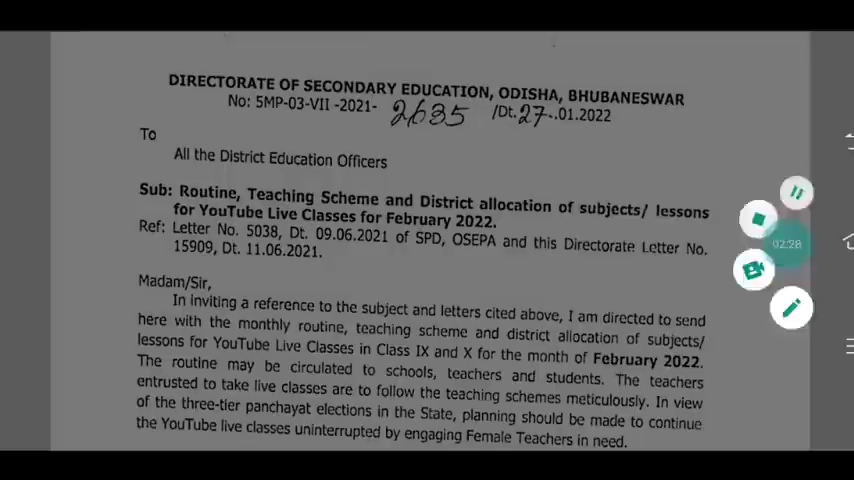 DIRECTORATE OF SECONDARY EDUCATION, ODISHA, BHUBANESWAR
No: 5MP-03-VII -2021- 2635 /Dt.27..01.2022
To
All the District Education Officers
Sub: Routine, Teaching Scheme and District allocation of subjects/ lessons
for YouTube Live Classes for February 2022.
Ref: Letter No. 5038, Dt. 09.06.2021 of SPD, OSEPA and this Directorate Letter No.
15909, Dt. 11.06.2021.
Madam/Sir,
In inviting a reference to the subject and letters cited above, I am directed to send
here with the monthly routine, teaching scheme and district allocation of subjects/
lessons for YouTube Live Classes in Class IX and X for the month of February 2022.
The routine may be circulated to schools, teachers and students. The teachers
entrusted to take live classes are to follow the teaching schemes meticulously. In view
of the three-tier panchayat elections in the State, planning should be made to continue
the YouTube live classes uninterrupted by engaging Female Teachers in need.
02:28